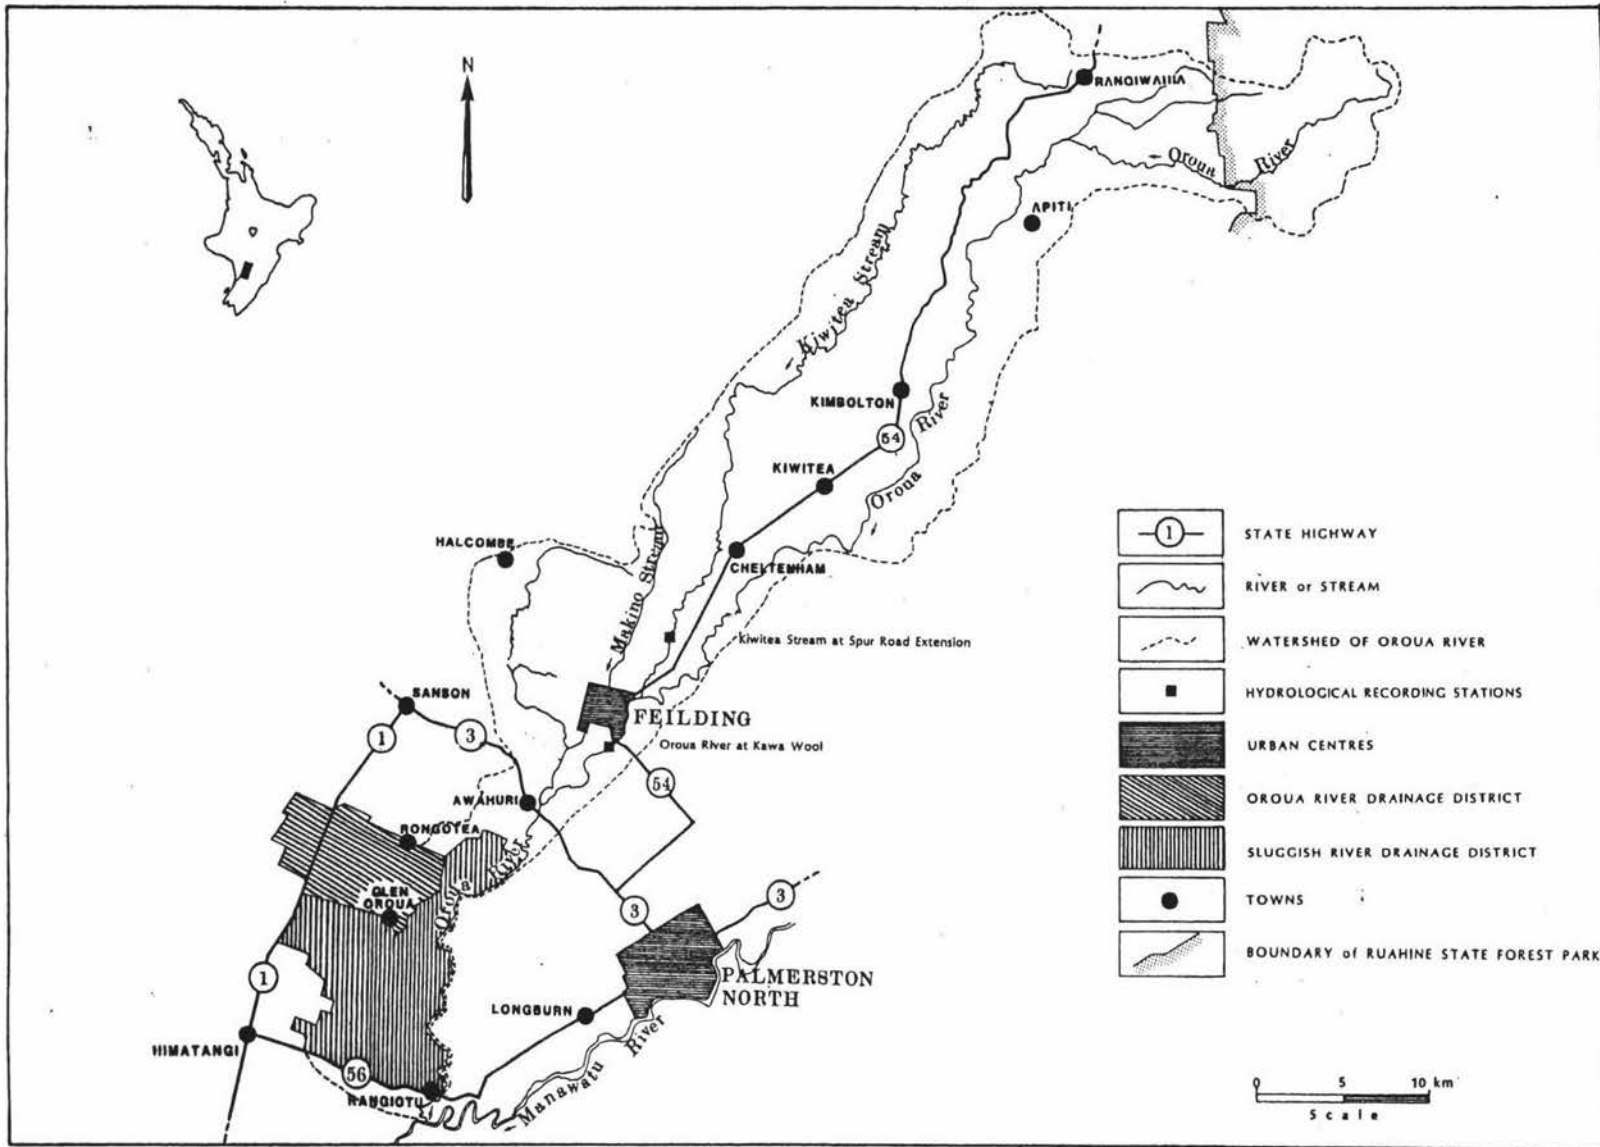 N
RANGIWAHIA
Oroua River
APITI
Kiwitea Stream
KIMBOLTON
54
River
Oroua
KIWITEA
HALCOMBE
CHELTENHAM
Makino Stream
Kiwitea Stream at Spur Road Extension
SANSON
1
3
FEILDING
Oroua River at Kawa Wool
54
AWAHURI
RONGOTEA
Oroua River
GLEN
OROUA
3
3
1
PALMERSTON
NORTH
LONGBURN
HIMATANGI
56
RANGIOTU
Manawatu River
1
STATE HIGHWAY
RIVER or STREAM
WATERSHED OF OROUA RIVER
HYDROLOGICAL RECORDING STATIONS
URBAN CENTRES
OROUA RIVER DRAINAGE DISTRICT
SLUGGISH RIVER DRAINAGE DISTRICT
TOWNS
BOUNDARY of RUAHINE STATE FOREST PARK
0 5 10 km
Scale